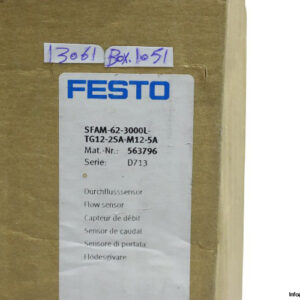 13061 Box.1051
FESTO
SFAM-62-3000L-
TG12-2SA-M12-5A
Mat.-Nr.: 563796
Serie: D713
Durchflusssensor
Flow sensor
Capteur de débit
Sensor de caudal
Sensore di portata
Flödesgivare